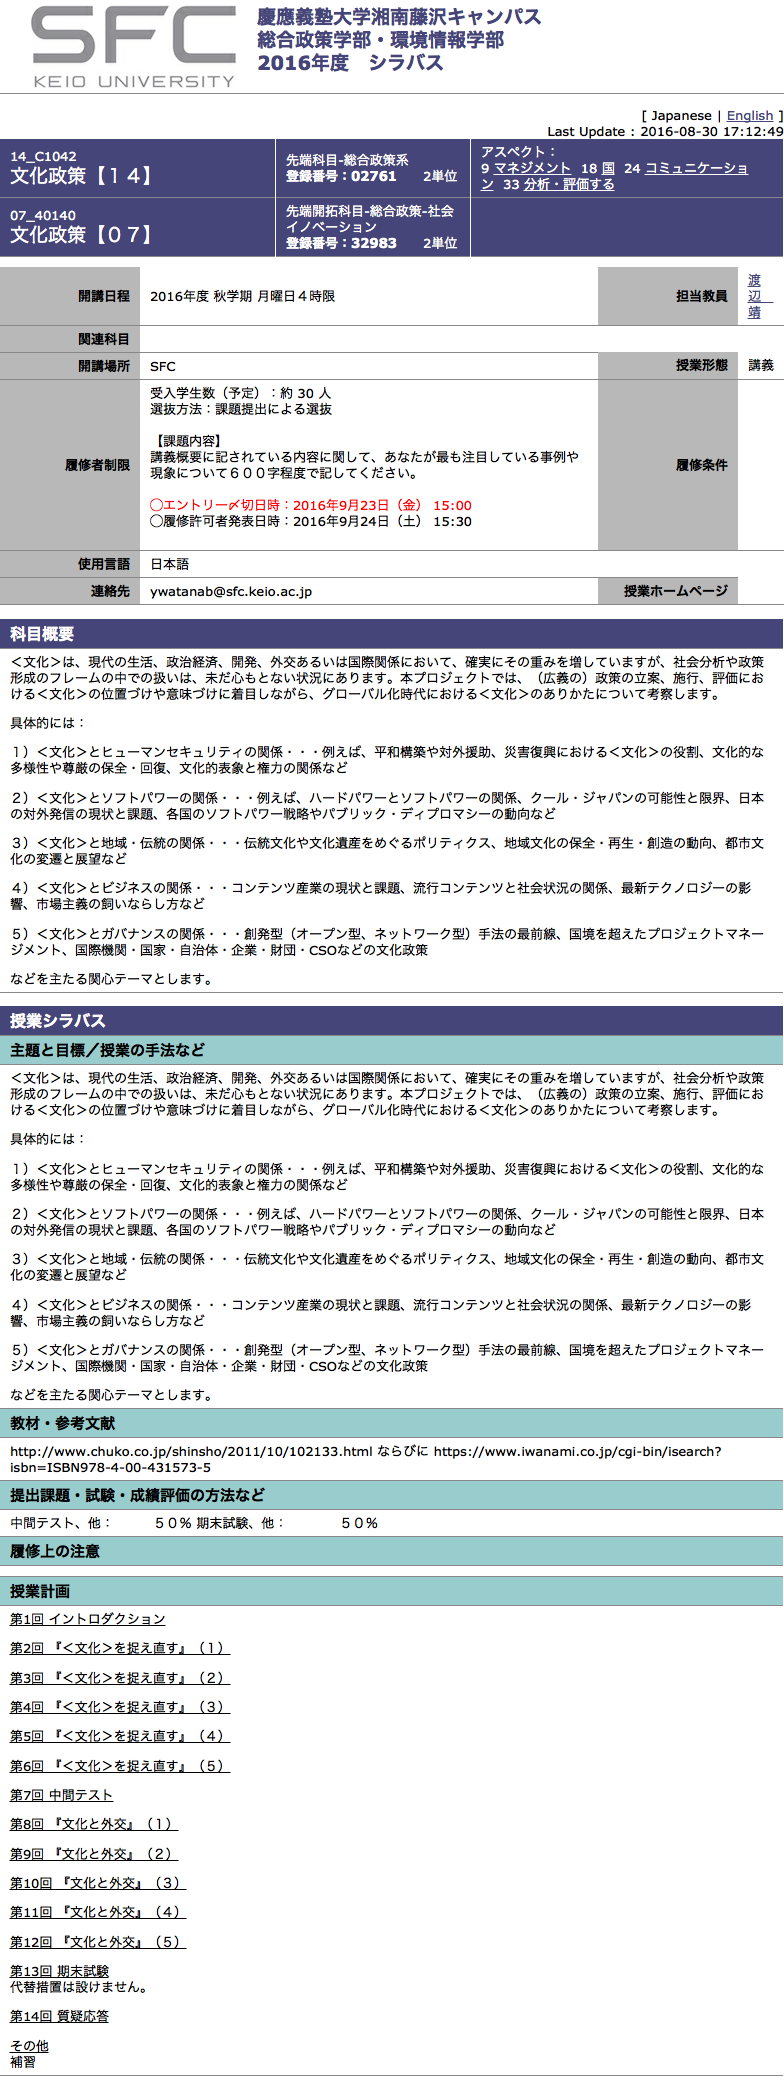 SFC
KEIO UNIVERSITY
慶應義塾大学湘南藤沢キャンパス
総合政策学部・環境情報学部
2016年度　シラバス
[ Japanese | English ]
Last Update : 2016-08-30 17:12:49
14_C1042
文化政策【１４】
先端科目-総合政策系
登録番号：02761　　2単位
アスペクト：
9 マネジメント 18 国 24 コミュニケーショ
ン 33 分析・評価する
07_40140
文化政策【０７】
先端開拓科目-総合政策-社会
イノベーション
登録番号：32983　　2単位
開講日程
2016年度 秋学期 月曜日４時限
担当教員
渡
辺
靖
関連科目
開講場所
SFC
授業形態
講義
履修者制限
受入学生数（予定）：約 30 人
選抜方法：課題提出による選抜
【課題内容】
講義概要に記されている内容に関して、あなたが最も注目している事例や
現象について６００字程度で記してください。
◯エントリー〆切日時：2016年9月23日（金） 15:00
◯履修許可者発表日時：2016年9月24日（土） 15:30
履修条件
使用言語
日本語
連絡先
ywatanab@sfc.keio.ac.jp
授業ホームページ
科目概要
＜文化＞は、現代の生活、政治経済、開発、外交あるいは国際関係において、確実にその重みを増していますが、社会分析や政策
形成のフレームの中での扱いは、未だ心もとない状況にあります。本プロジェクトでは、（広義の）政策の立案、施行、評価にお
ける＜文化＞の位置づけや意味づけに着目しながら、グローバル化時代における＜文化＞のありかたについて考察します。
具体的には：
１）＜文化＞とヒューマンセキュリティの関係・・・例えば、平和構築や対外援助、災害復興における＜文化＞の役割、文化的な
多様性や尊厳の保全・回復、文化的表象と権力の関係など
２）＜文化＞とソフトパワーの関係・・・例えば、ハードパワーとソフトパワーの関係、クール・ジャパンの可能性と限界、日本
の対外発信の現状と課題、各国のソフトパワー戦略やパブリック・ディプロマシーの動向など
３）＜文化＞と地域・伝統の関係・・・伝統文化や文化遺産をめぐるポリティクス、地域文化の保全・再生・創造の動向、都市文
化の変遷と展望など
４）＜文化＞とビジネスの関係・・・コンテンツ産業の現状と課題、流行コンテンツと社会状況の関係、最新テクノロジーの影
響、市場主義の飼いならし方など
５）＜文化＞とガバナンスの関係・・・創発型（オープン型、ネットワーク型）手法の最前線、国境を超えたプロジェクトマネー
ジメント、国際機関・国家・自治体・企業・財団・CSOなどの文化政策
などを主たる関心テーマとします。
授業シラバス
主題と目標／授業の手法など
＜文化＞は、現代の生活、政治経済、開発、外交あるいは国際関係において、確実にその重みを増していますが、社会分析や政策
形成のフレームの中での扱いは、未だ心もとない状況にあります。本プロジェクトでは、（広義の）政策の立案、施行、評価にお
ける＜文化＞の位置づけや意味づけに着目しながら、グローバル化時代における＜文化＞のありかたについて考察します。
具体的には：
１）＜文化＞とヒューマンセキュリティの関係・・・例えば、平和構築や対外援助、災害復興における＜文化＞の役割、文化的な
多様性や尊厳の保全・回復、文化的表象と権力の関係など
２）＜文化＞とソフトパワーの関係・・・例えば、ハードパワーとソフトパワーの関係、クール・ジャパンの可能性と限界、日本
の対外発信の現状と課題、各国のソフトパワー戦略やパブリック・ディプロマシーの動向など
３）＜文化＞と地域・伝統の関係・・・伝統文化や文化遺産をめぐるポリティクス、地域文化の保全・再生・創造の動向、都市文
化の変遷と展望など
４）＜文化＞とビジネスの関係・・・コンテンツ産業の現状と課題、流行コンテンツと社会状況の関係、最新テクノロジーの影
響、市場主義の飼いならし方など
５）＜文化＞とガバナンスの関係・・・創発型（オープン型、ネットワーク型）手法の最前線、国境を超えたプロジェクトマネー
ジメント、国際機関・国家・自治体・企業・財団・CSOなどの文化政策
などを主たる関心テーマとします。
教材・参考文献
http://www.chuko.co.jp/shinsho/2011/10/102133.html ならびに https://www.iwanami.co.jp/cgi-bin/isearch?
isbn=ISBN978-4-00-431573-5
提出課題・試験・成績評価の方法など
中間テスト、他：　　　５０％ 期末試験、他：　　　　５０％
履修上の注意
授業計画
第1回 イントロダクション
第2回 『＜文化＞を捉え直す』（１）
第3回 『＜文化＞を捉え直す』（２）
第4回 『＜文化＞を捉え直す』（３）
第5回 『＜文化＞を捉え直す』（４）
第6回 『＜文化＞を捉え直す』（５）
第7回 中間テスト
第8回 『文化と外交』（１）
第9回 『文化と外交』（２）
第10回 『文化と外交』（３）
第11回 『文化と外交』（４）
第12回 『文化と外交』（５）
第13回 期末試験
代替措置は設けません。
第14回 質疑応答
その他
補習